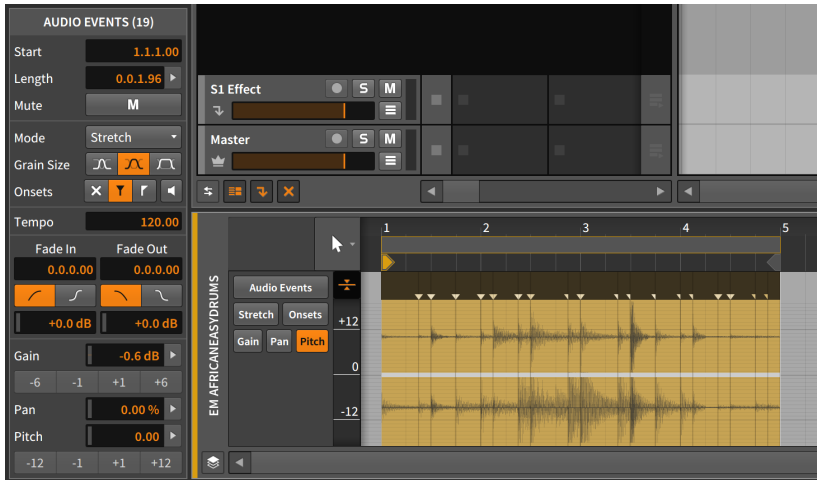 AUDIO EVENTS (19)
Start 1.1.1.00
Length 0.0.1.96
Mute M
Mode Stretch
Grain Size
Onsets
Tempo 120.00
Fade In Fade Out
0.0.0.00 0.0.0.00
+0.0 dB +0.0 dB
Gain -0.6 dB
-6 -1 +1 +6
Pan 0.00 %
Pitch 0.00
-12 -1 +1 +12
S1 Effect S M
Master S M
1 2 3 4 5
EM AFRICANEASYDRUMS
Audio Events
Stretch Onsets
Gain Pan Pitch
+12
0
-12